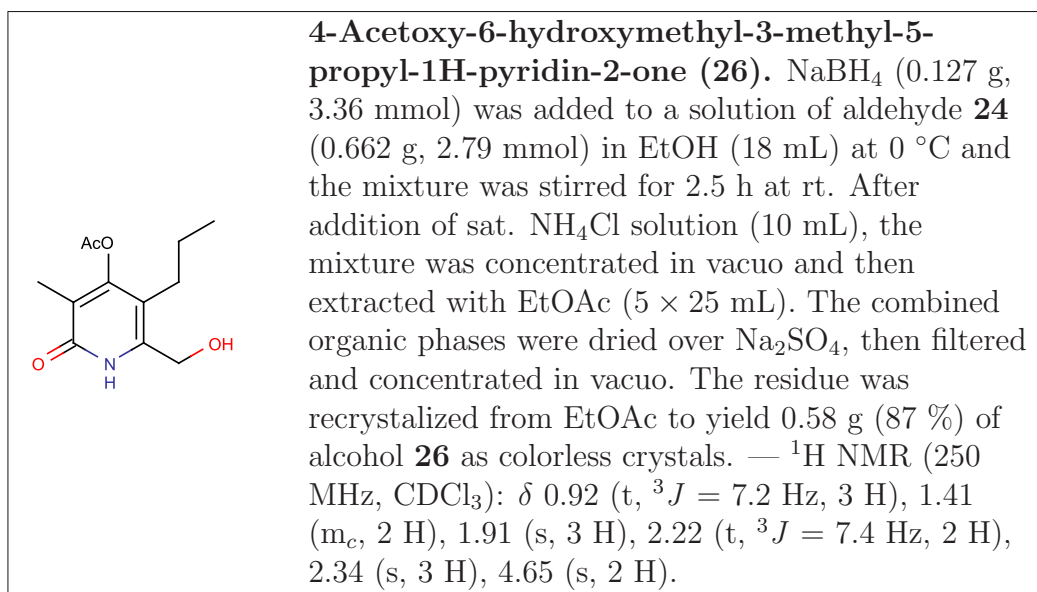 4-Acetoxy-6-hydroxymethyl-3-methyl-5-
propyl-1H-pyridin-2-one (26). NaBH₄ (0.127 g,
3.36 mmol) was added to a solution of aldehyde 24
(0.662 g, 2.79 mmol) in EtOH (18 mL) at 0 °C and
the mixture was stirred for 2.5 h at rt. After
addition of sat. NH₄Cl solution (10 mL), the
mixture was concentrated in vacuo and then
extracted with EtOAc (5 × 25 mL). The combined
organic phases were dried over Na₂SO₄, then filtered
and concentrated in vacuo. The residue was
recrystalized from EtOAc to yield 0.58 g (87 %) of
alcohol 26 as colorless crystals. — ¹H NMR (250
MHz, CDCl₃): δ 0.92 (t, ³J = 7.2 Hz, 3 H), 1.41
(m_c, 2 H), 1.91 (s, 3 H), 2.22 (t, ³J = 7.4 Hz, 2 H),
2.34 (s, 3 H), 4.65 (s, 2 H).
AcO
O
N
H
OH